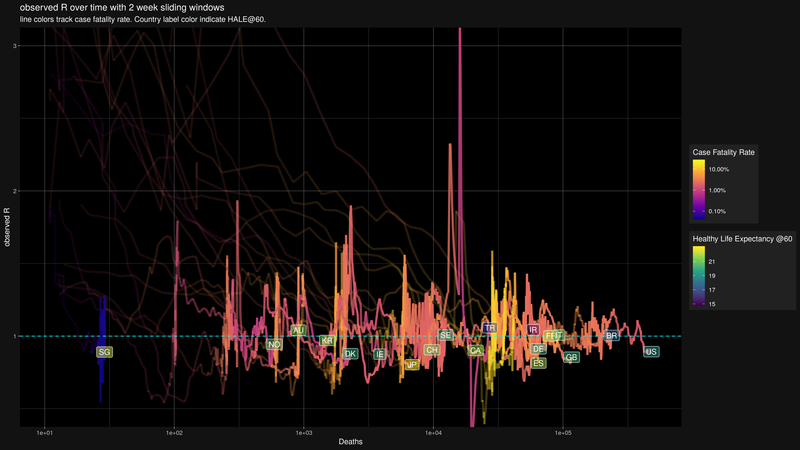 observed R over time with 2 week sliding windows
line colors track case fatality rate. Country label color indicate HALE@60.
3
2
1
observed R
SG
NO
AU
KR
DK
IE
JP
CH
SE
CA
TR
IR
DE
ES
GB
BR
US
1e+01
1e+02
1e+03
1e+04
1e+05
Deaths
Case Fatality Rate
10.00%
1.00%
0.10%
Healthy Life Expectancy @60
21
19
17
15